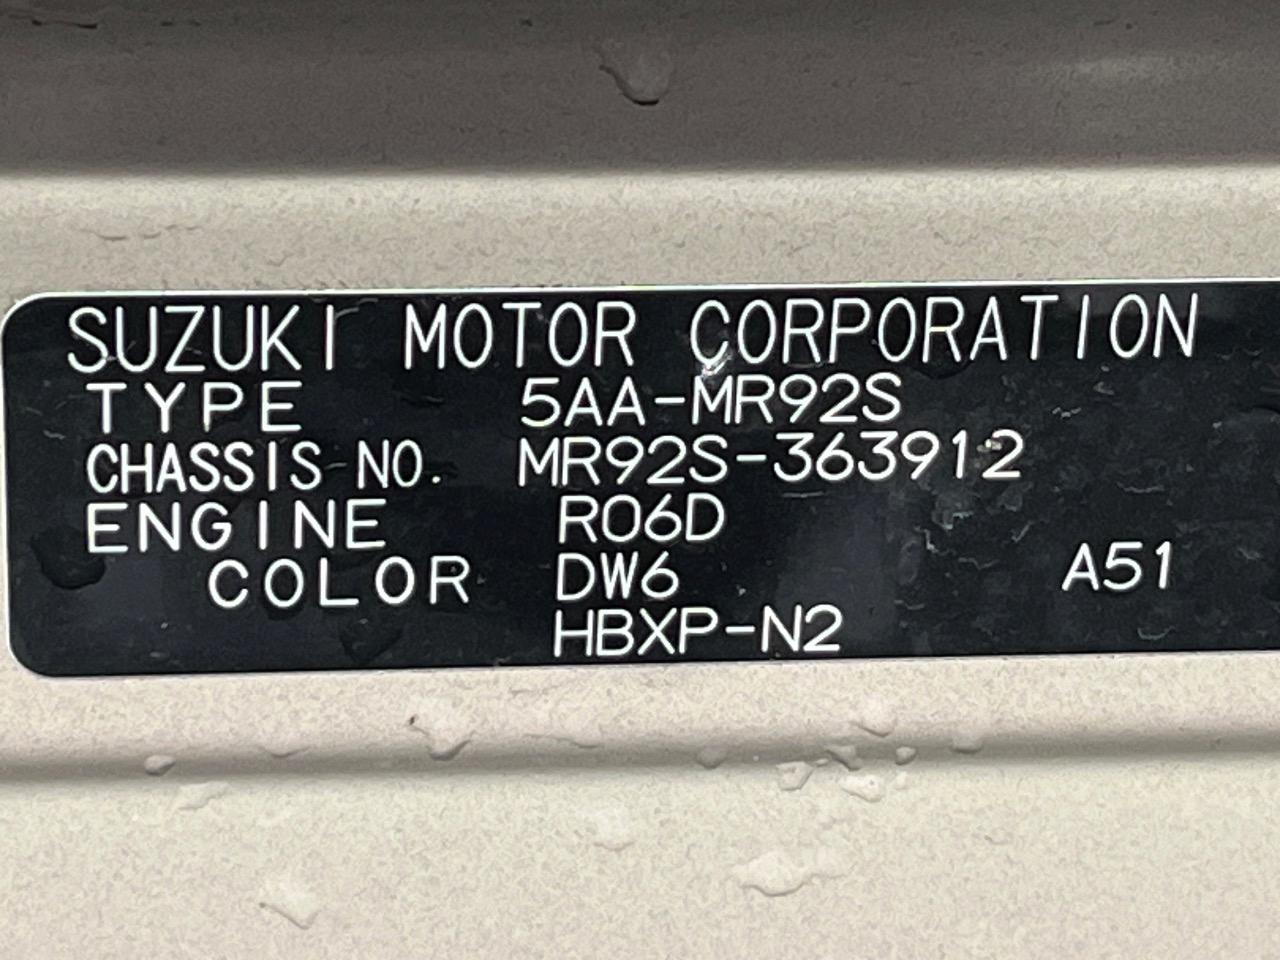 SUZUKI MOTOR CORPORATION
TYPE 5AA-MR92S
CHASSIS NO. MR92S-363912
ENGINE R06D
COLOR DW6 A51
HBXP-N2